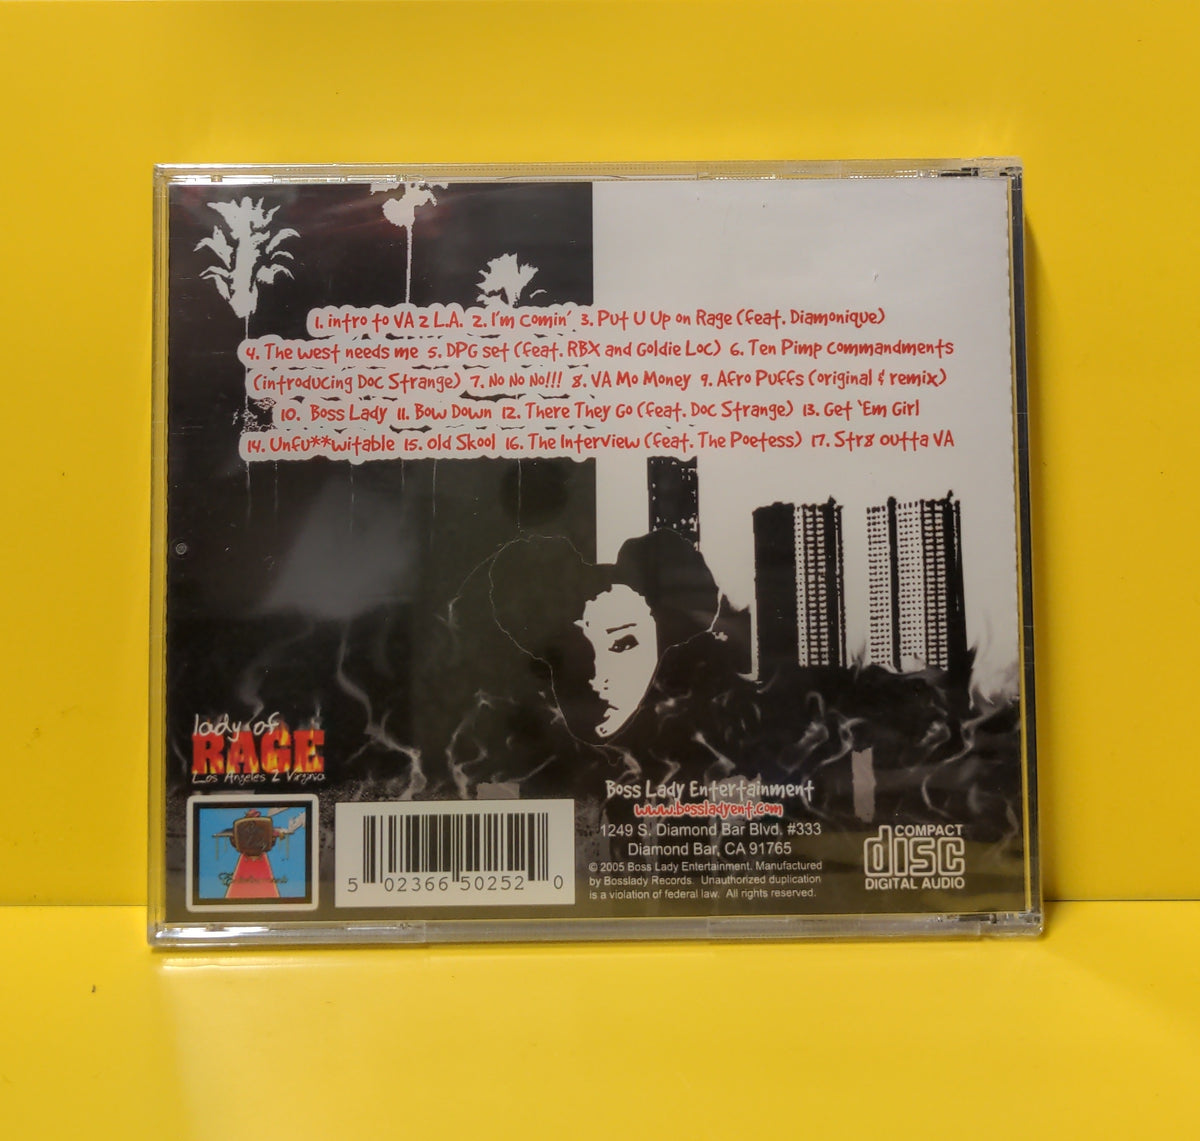 1. intro to VA 2 L.A. 2. I'm Comin' 3. Put U Up on Rage (feat. Diamonique)
4. The west needs me 5. DPG set (feat. RBX and Goldie Loc) 6. Ten Pimp Commandments
(introducing Doc Strange) 7. No No No!!! 8. VA Mo Money 9. Afro Puffs (original & remix)
10. Boss Lady 11. Bow Down 12. There They Go (feat. Doc Strange) 13. Get 'Em Girl
14. Unfu**witable 15. Old Skool 16. The Interview (feat. The Poetess) 17. Str8 outta VA
lady of
RAGE
Los Angeles 2 Virginia
5 02366 50252 0
Boss Lady Entertainment
www.bossladyent.com
1249 S. Diamond Bar Blvd. #333
Diamond Bar, CA 91765
© 2005 Boss Lady Entertainment. Manufactured
by Bosslady Records. Unauthorized duplication
is a violation of federal law. All rights reserved.
COMPACT
disc
DIGITAL AUDIO